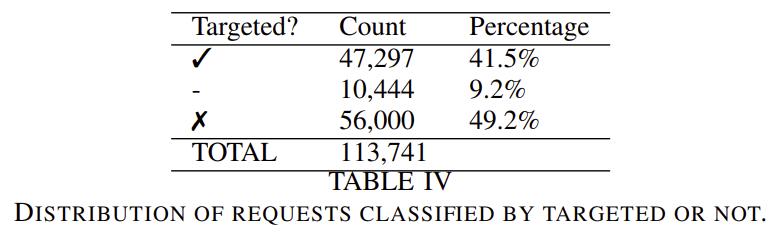 Targeted? Count Percentage
✓ 47,297 41.5%
- 10,444 9.2%
✗ 56,000 49.2%
TOTAL 113,741
TABLE IV
DISTRIBUTION OF REQUESTS CLASSIFIED BY TARGETED OR NOT.